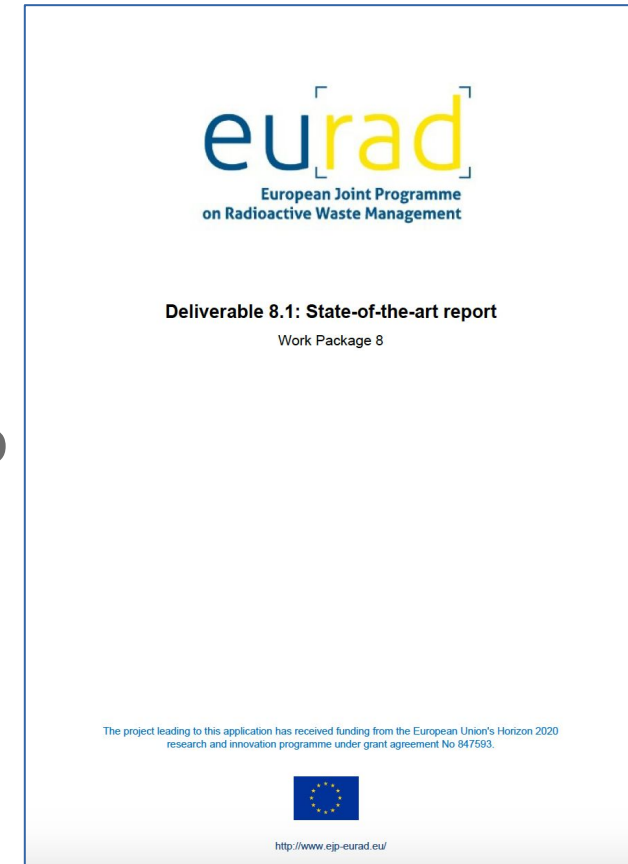 eurad
European Joint Programme
on Radioactive Waste Management
Deliverable 8.1: State-of-the-art report
Work Package 8
The project leading to this application has received funding from the European Union's Horizon 2020
research and innovation programme under grant agreement No 847593.
http://www.ejp-eurad.eu/